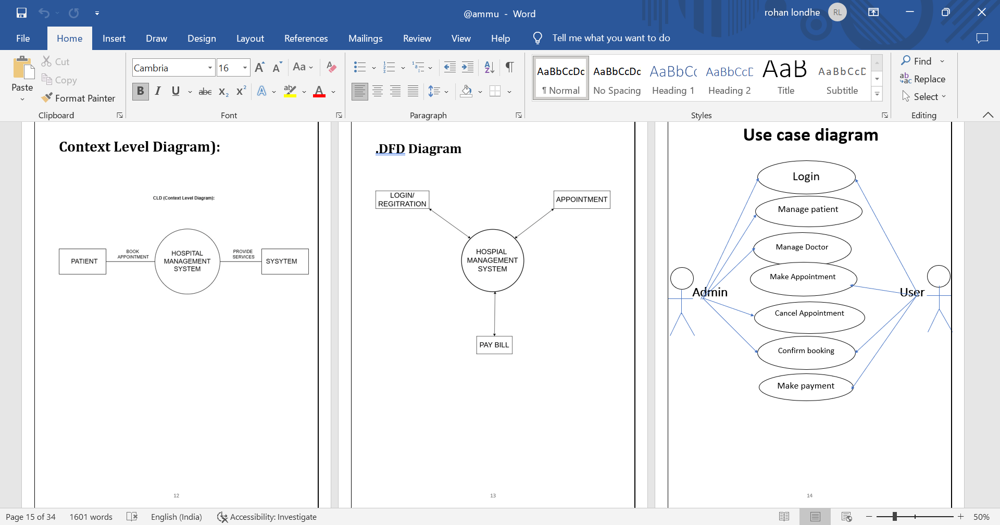 @ammu - Word
rohan londhe
RL
File
Home
Insert
Draw
Design
Layout
References
Mailings
Review
View
Help
Tell me what you want to do
Paste
Cut
Copy
Format Painter
Clipboard
Cambria
16
Font
Paragraph
AaBbCcDc
¶ Normal
AaBbCcDc
No Spacing
AaBbCc
Heading 1
AaBbCcD
Heading 2
AaB
Title
AaBbCcD
Subtitle
Styles
Find
Replace
Select
Editing
Context Level Diagram):
CLD (Context Level Diagram):
PATIENT
BOOK
APPOINTMENT
HOSPITAL
MANAGEMENT
SYSTEM
PROVIDE
SERVICES
SYSYTEM
12
.DFD Diagram
LOGIN/
REGITRATION
APPOINTMENT
HOSPIAL
MANAGEMENT
SYSTEM
PAY BILL
13
Use case diagram
Login
Manage patient
Manage Doctor
Make Appointment
Admin
User
Cancel Appointment
Confirm booking
Make payment
14
Page 15 of 34
1601 words
English (India)
Accessibility: Investigate
50%